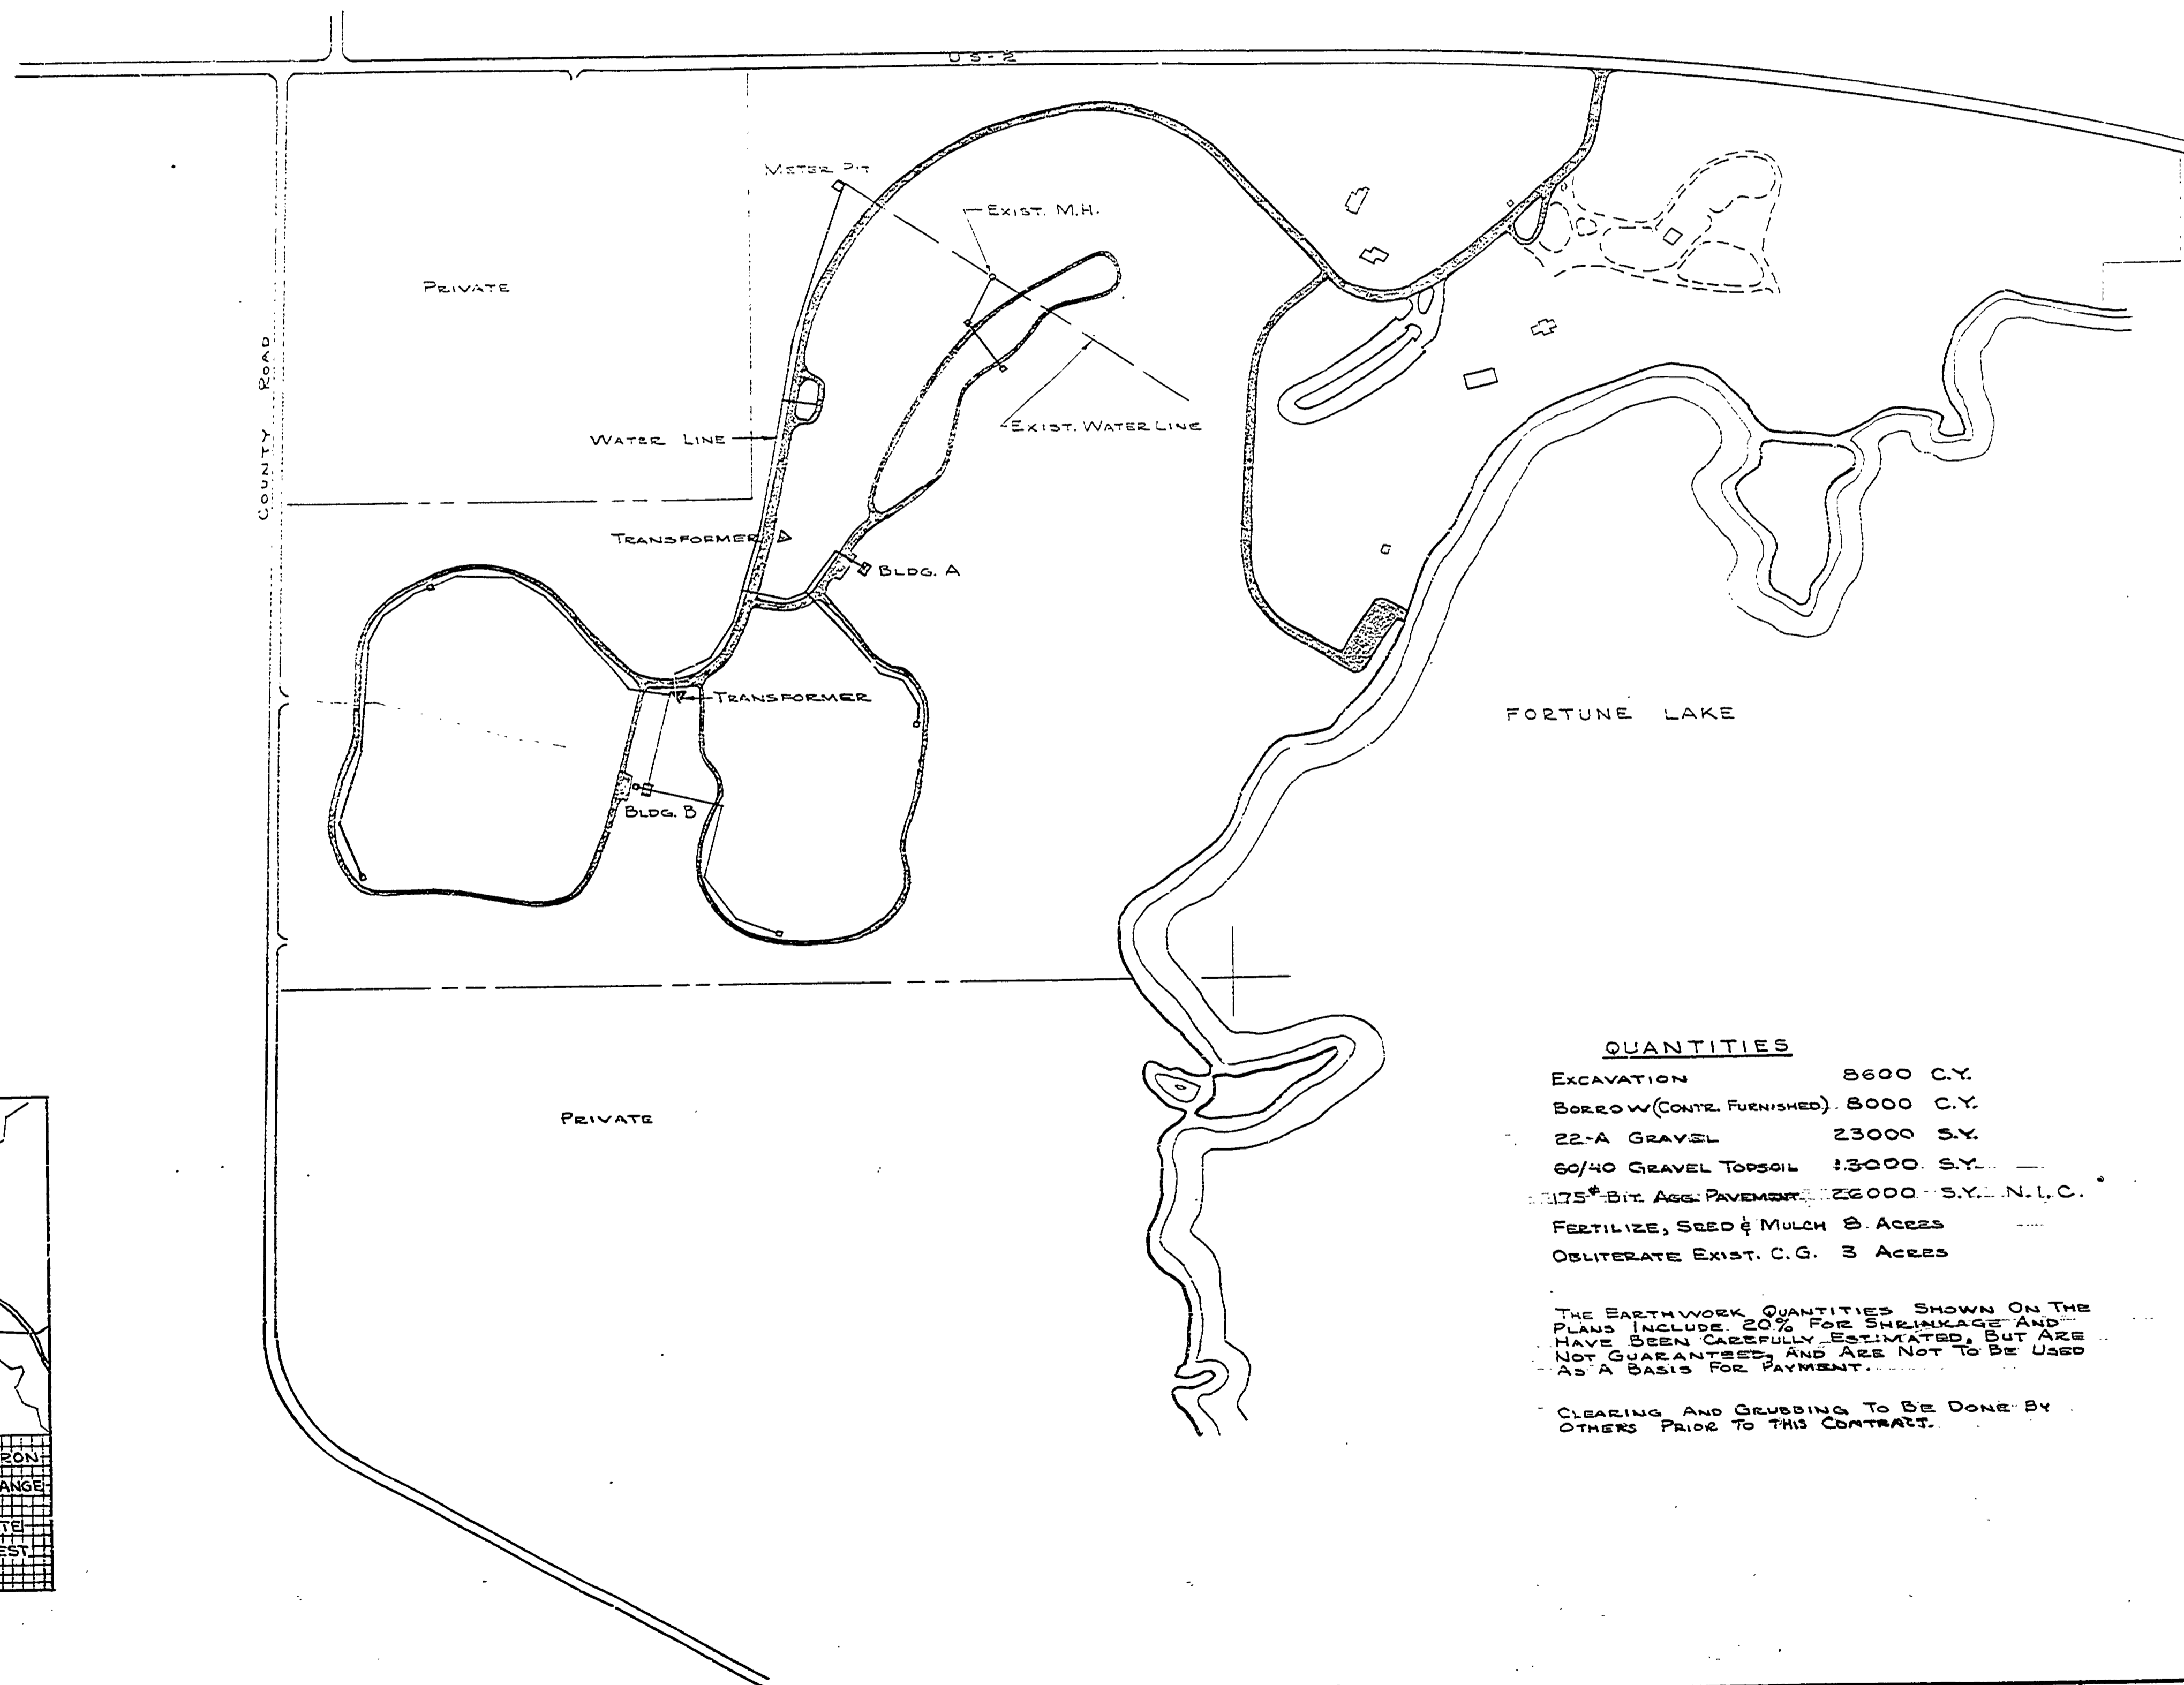 US-2
METER PIT
EXIST. M.H.
PRIVATE
COUNTY ROAD
WATER LINE
EXIST. WATER LINE
TRANSFORMER
BLDG. A
TRANSFORMER
FORTUNE LAKE
BLDG. B
PRIVATE
QUANTITIES
EXCAVATION 8600 C.Y.
BORROW (CONTR. FURNISHED) 8000 C.Y.
22-A GRAVEL 23000 S.Y.
60/40 GRAVEL TOPSOIL 13000 S.Y.
175# BIT. AGG. PAVEMENT 26000 S.Y. N.I.C.
FERTILIZE, SEED & MULCH 8 ACRES
OBLITERATE EXIST. C.G. 3 ACRES
THE EARTHWORK QUANTITIES SHOWN ON THE
PLANS INCLUDE 20% FOR SHRINKAGE AND
HAVE BEEN CAREFULLY ESTIMATED, BUT ARE
NOT GUARANTEED, AND ARE NOT TO BE USED
AS A BASIS FOR PAYMENT.
CLEARING AND GRUBBING TO BE DONE BY
OTHERS PRIOR TO THIS CONTRACT.
RON
ANGE
TE
EST